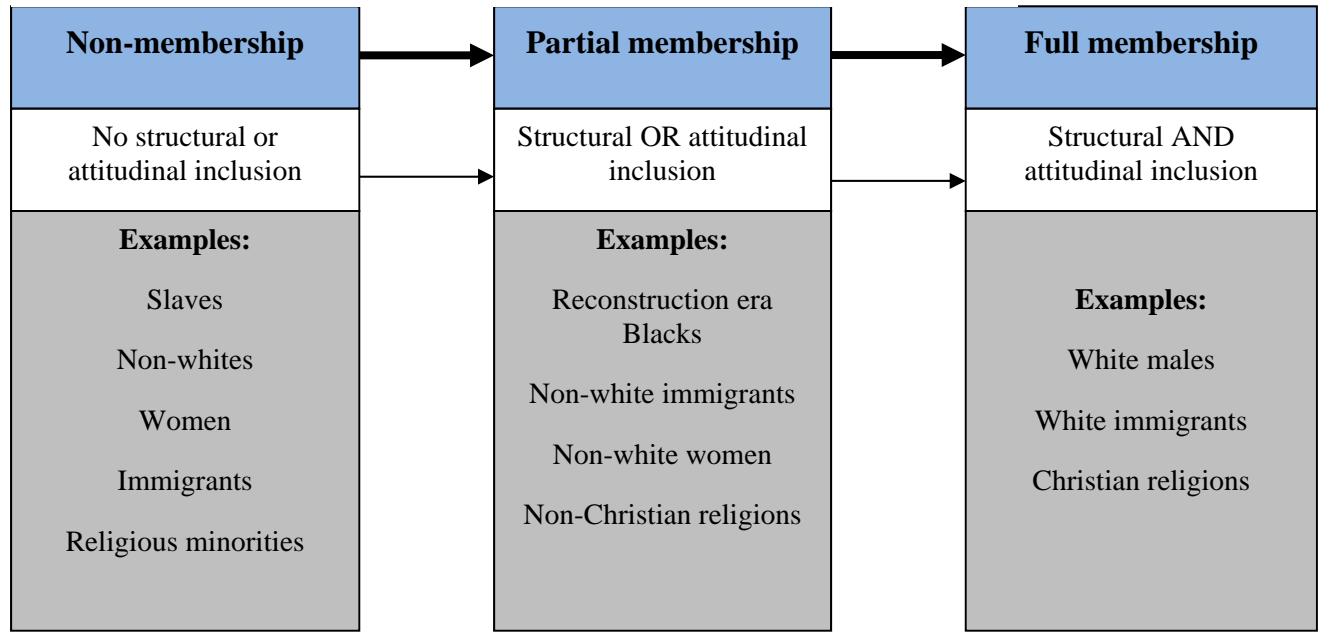 Non-membership
Partial membership
Full membership
No structural or
attitudinal inclusion
Structural OR attitudinal
inclusion
Structural AND
attitudinal inclusion
Examples:
Slaves
Non-whites
Women
Immigrants
Religious minorities
Examples:
Reconstruction era
Blacks
Non-white immigrants
Non-white women
Non-Christian religions
Examples:
White males
White immigrants
Christian religions